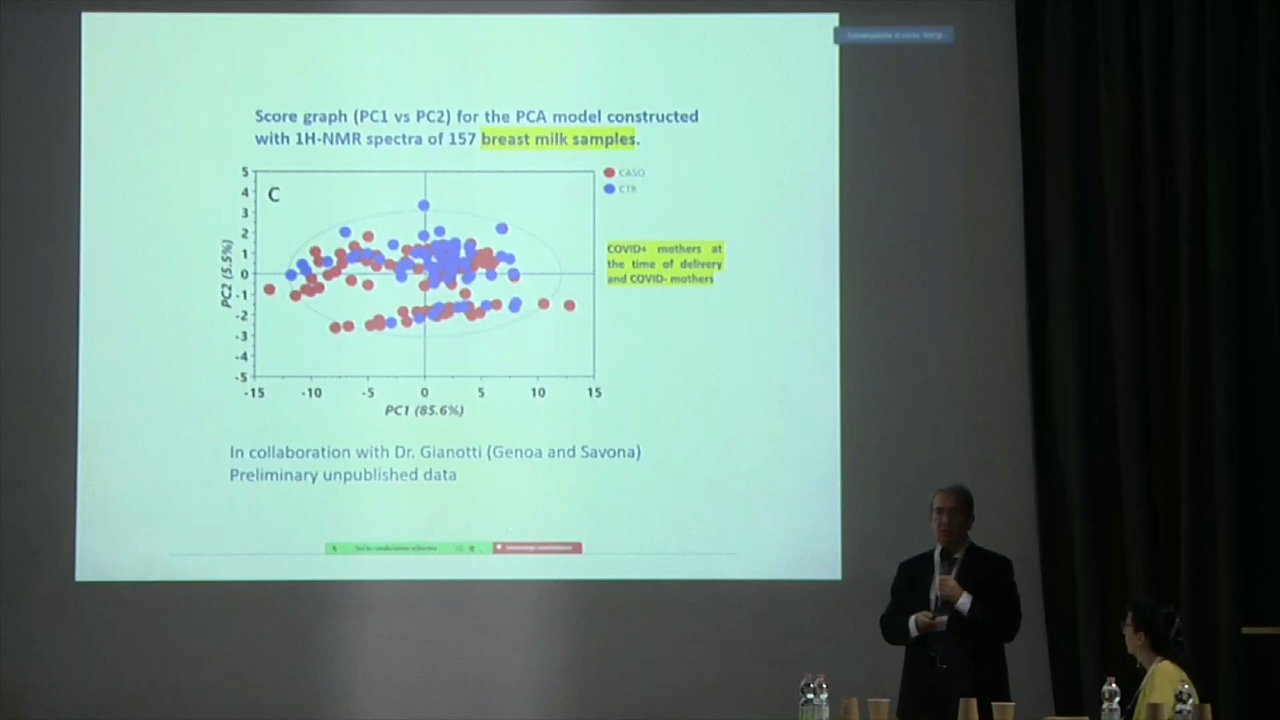 Score graph (PC1 vs PC2) for the PCA model constructed
with 1H-NMR spectra of 157 breast milk samples.
C
5
4
3
2
1
0
-1
-2
-3
-4
-5
PC2 (5.5%)
-15 -10 -5 0 5 10 15
PC1 (85.6%)
CASO
CTR
COVID+ mothers at
the time of delivery
and COVID- mothers
In collaboration with Dr. Gianotti (Genoa and Savona)
Preliminary unpublished data